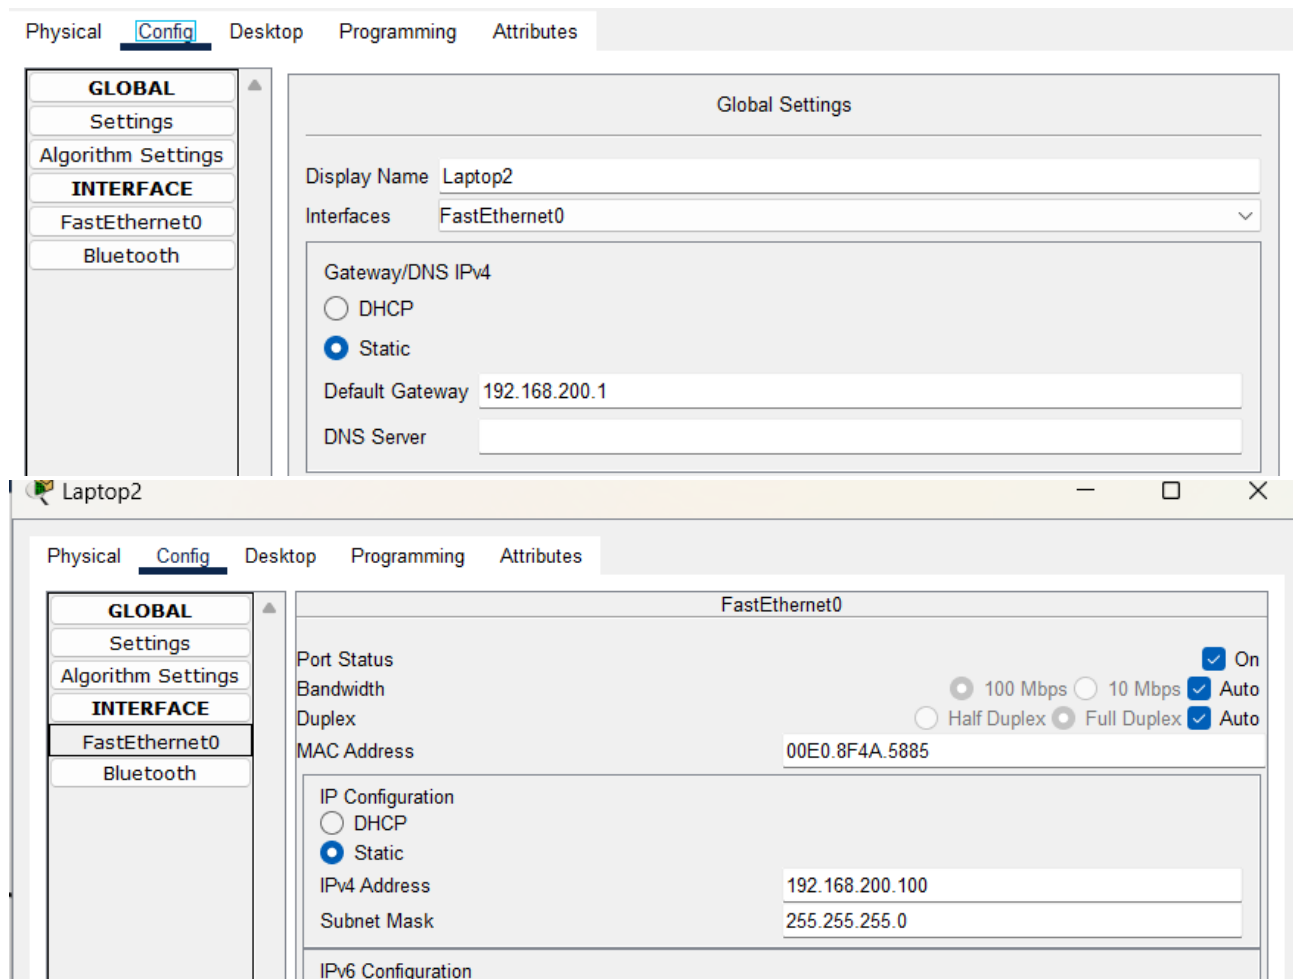 Physical Config Desktop Programming Attributes
GLOBAL
Settings
Algorithm Settings
INTERFACE
FastEthernet0
Bluetooth
Global Settings
Display Name Laptop2
Interfaces FastEthernet0
Gateway/DNS IPv4
DHCP
Static
Default Gateway 192.168.200.1
DNS Server
Laptop2
Physical Config Desktop Programming Attributes
GLOBAL
Settings
Algorithm Settings
INTERFACE
FastEthernet0
Bluetooth
FastEthernet0
Port Status On
Bandwidth 100 Mbps 10 Mbps Auto
Duplex Half Duplex Full Duplex Auto
MAC Address 00E0.8F4A.5885
IP Configuration
DHCP
Static
IPv4 Address 192.168.200.100
Subnet Mask 255.255.255.0
IPv6 Configuration